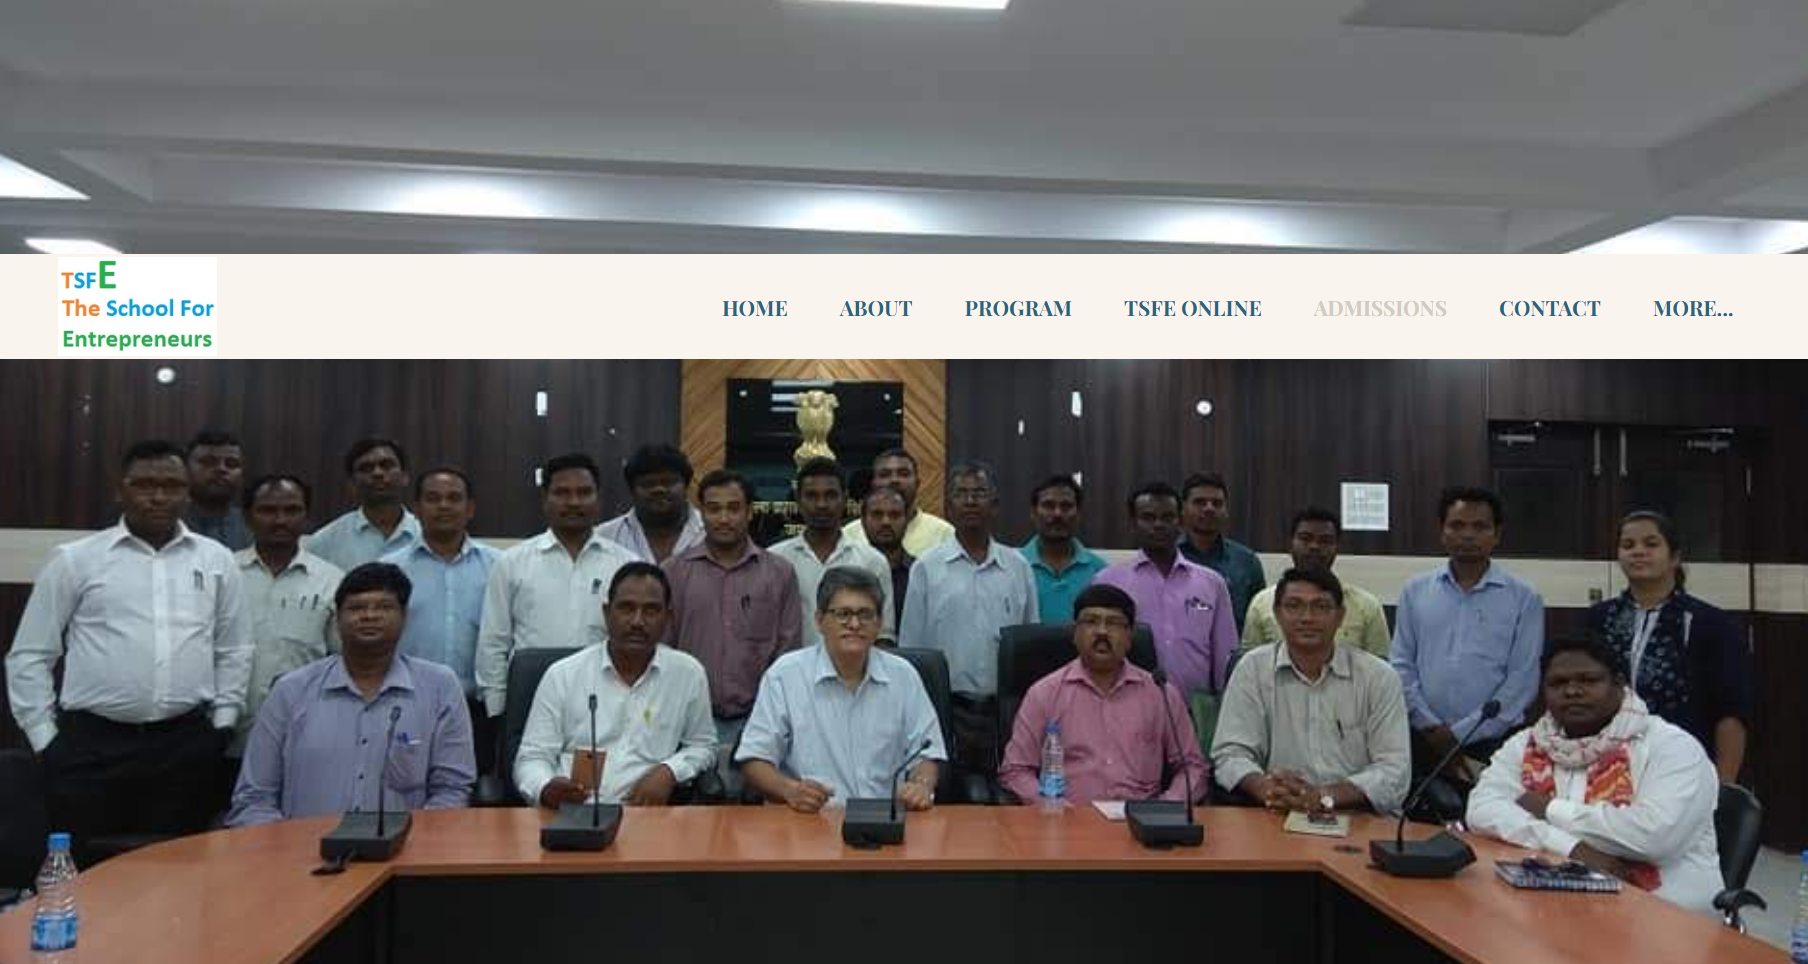 TSFE
The School For
Entrepreneurs
HOME
ABOUT
PROGRAM
TSFE ONLINE
ADMISSIONS
CONTACT
MORE...